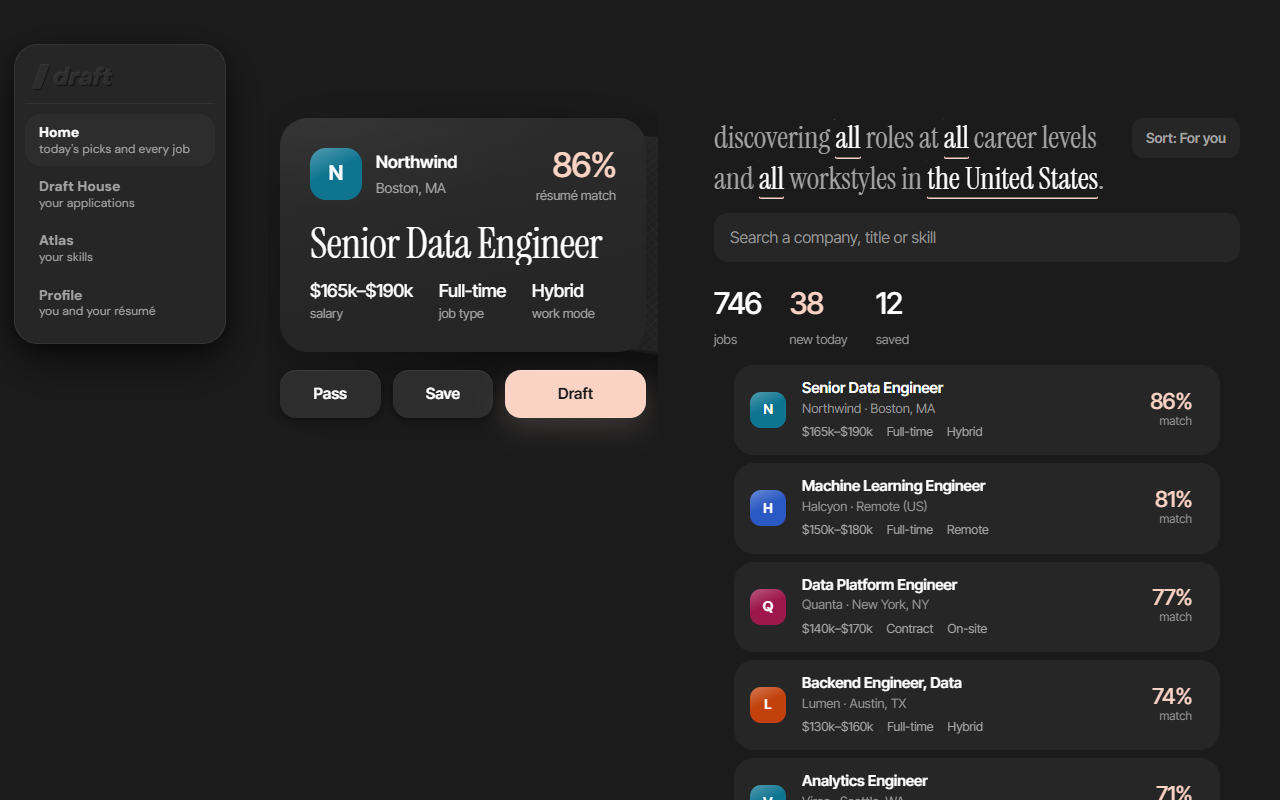 draft
Home
today's picks and every job
Draft House
your applications
Atlas
your skills
Profile
you and your résumé
N
Northwind
Boston, MA
86%
résumé match
Senior Data Engineer
$165k–$190k Full-time Hybrid
salary job type work mode
Pass Save Draft
discovering all roles at all career levels
and all workstyles in the United States.
Sort: For you
Search a company, title or skill
746 38 12
jobs new today saved
N
Senior Data Engineer
Northwind · Boston, MA
$165k–$190k Full-time Hybrid
86%
match
H
Machine Learning Engineer
Halcyon · Remote (US)
$150k–$180k Full-time Remote
81%
match
Q
Data Platform Engineer
Quanta · New York, NY
$140k–$170k Contract On-site
77%
match
L
Backend Engineer, Data
Lumen · Austin, TX
$130k–$160k Full-time Hybrid
74%
match
Analytics Engineer
71%